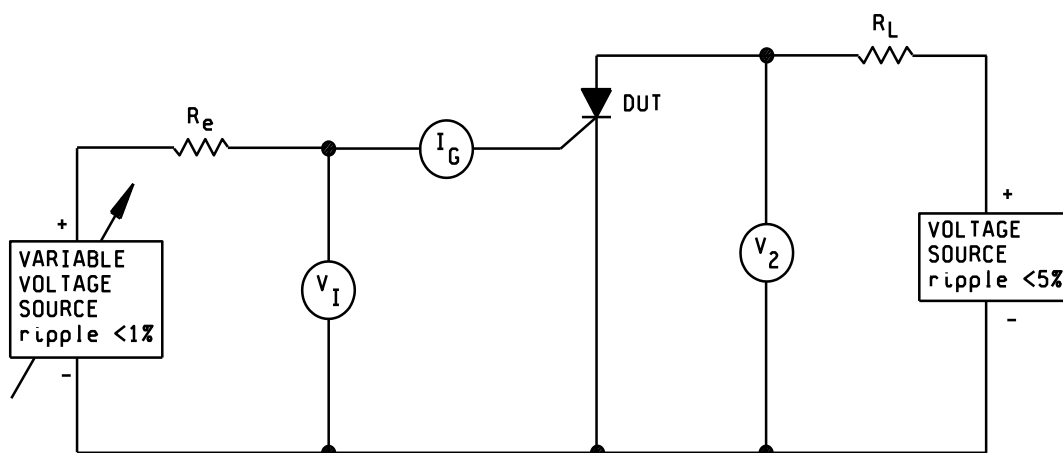 R_L
DUT
R_e
I_G
+
+
VARIABLE
VOLTAGE
SOURCE
ripple <1%
-
V_I
V_2
VOLTAGE
SOURCE
ripple <5%
-